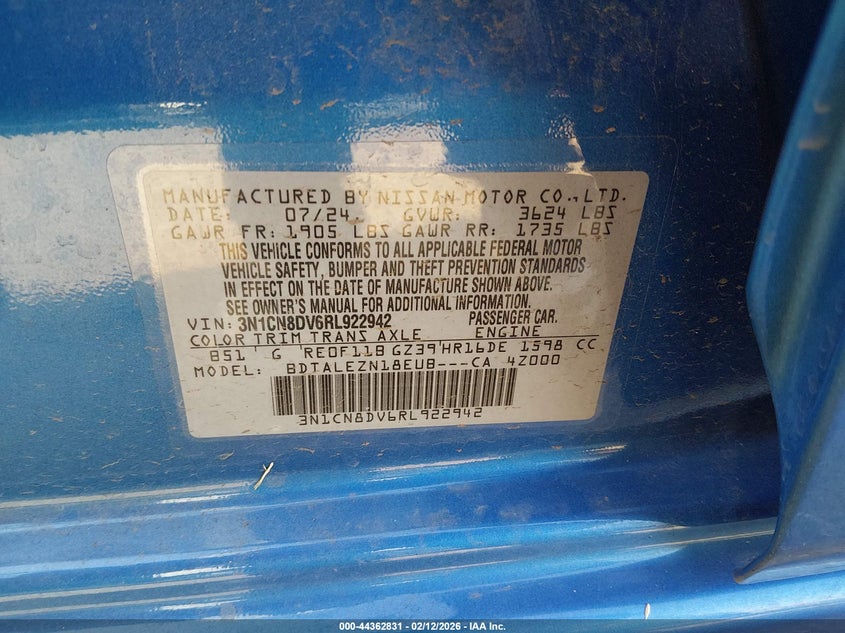 MANUFACTURED BY NISSAN MOTOR CO.,LTD.
DATE: 07/24 GVWR: 3624 LBS
GAWR FR: 1905 LBS GAWR RR: 1735 LBS
THIS VEHICLE CONFORMS TO ALL APPLICABLE FEDERAL MOTOR
VEHICLE SAFETY, BUMPER AND THEFT PREVENTION STANDARDS
IN EFFECT ON THE DATE OF MANUFACTURE SHOWN ABOVE.
SEE OWNER'S MANUAL FOR ADDITIONAL INFORMATION.
VIN: 3N1CN8DV6RL922942 PASSENGER CAR.
COLOR TRIM TRANS AXLE ENGINE
B51 G RE0F11B GZ39 HR16DE 1598 CC
MODEL: BDTALEZN18EUB---CA 4Z000
3N1CN8DV6RL922942
000-44362831 - 02/12/2026 - IAA Inc.